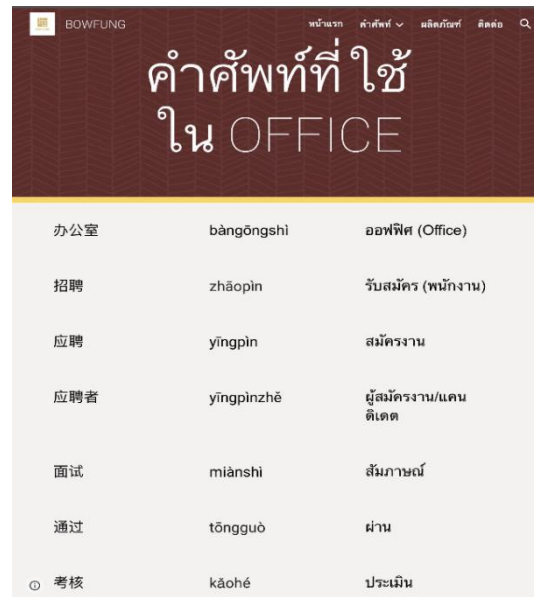 BOWFUNG หน้าแรก คำศัพท์ ผลิตภัณฑ์ ติดต่อ
คำศัพท์ที่ใช้
ใน OFFICE
办公室 bàngōngshì ออฟฟิศ (Office)
招聘 zhāopìn รับสมัคร (พนักงาน)
应聘 yīngpìn สมัครงาน
应聘者 yīngpìnzhě ผู้สมัครงาน/แคน
ดิเดต
面试 miànshì สัมภาษณ์
通过 tōngguò ผ่าน
考核 kǎohé ประเมิน